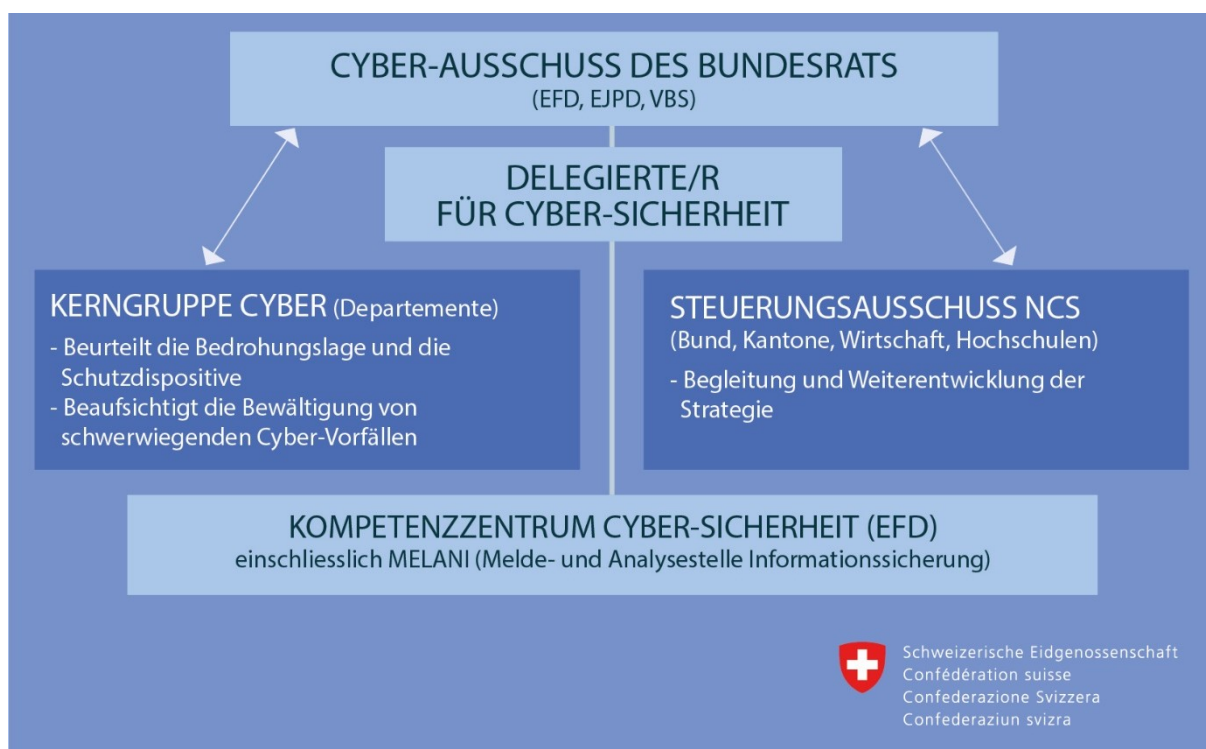 CYBER-AUSSCHUSS DES BUNDESRATS
(EFD, EJPD, VBS)
DELEGIERTE/R
FÜR CYBER-SICHERHEIT
KERNGRUPPE CYBER (Departemente)
- Beurteilt die Bedrohungslage und die
Schutzdispositive
- Beaufsichtigt die Bewältigung von
schwerwiegenden Cyber-Vorfällen
STEUERUNGSAUSSCHUSS NCS
(Bund, Kantone, Wirtschaft, Hochschulen)
- Begleitung und Weiterentwicklung der
Strategie
KOMPETENZZENTRUM CYBER-SICHERHEIT (EFD)
einschliesslich MELANI (Melde- und Analysestelle Informationssicherung)
Schweizerische Eidgenossenschaft
Confédération suisse
Confederazione Svizzera
Confederaziun svizra